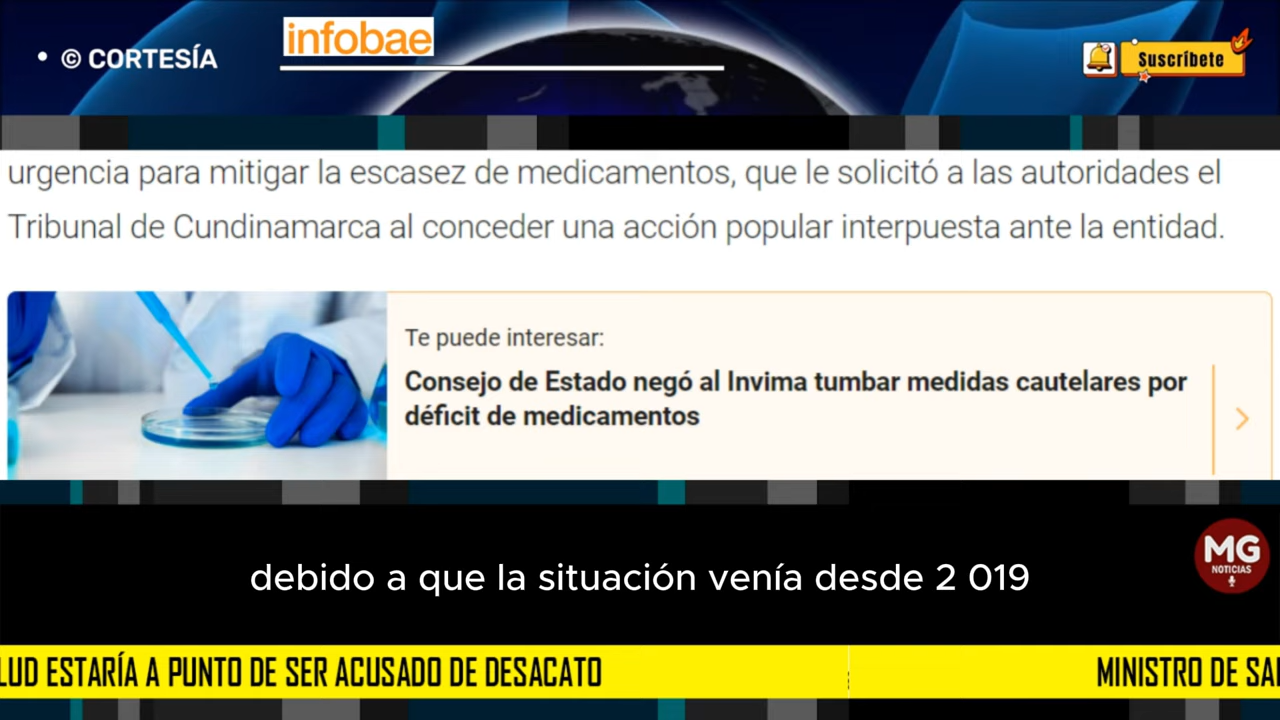 • © CORTESÍA
infobae
Suscríbete
urgencia para mitigar la escasez de medicamentos, que le solicitó a las autoridades el
Tribunal de Cundinamarca al conceder una acción popular interpuesta ante la entidad.
Te puede interesar:
Consejo de Estado negó al Invima tumbar medidas cautelares por
déficit de medicamentos
MG
NOTICIAS
debido a que la situación venía desde 2 019
LUD ESTARÍA A PUNTO DE SER ACUSADO DE DESACATO
MINISTRO DE SAL